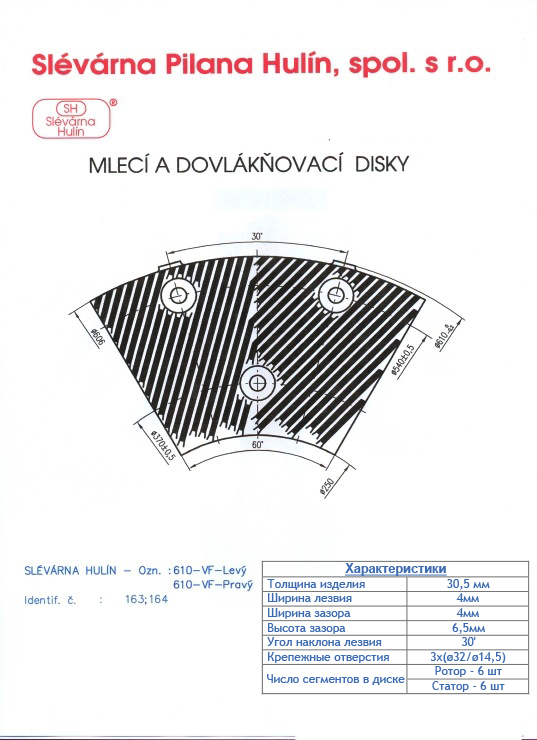 Slévárna Pilana Hulín, spol. s r.o.
SH
®
Slévárna
Hulín
MLECÍ A DOVLÁKŇOVACÍ DISKY
30°
ø606
ø610
ø540±0,5
ø370±0,5
60°
ø250
SLÉVÁRNA HULÍN – Ozn. : 610–VF–Levý
610–VF–Pravý
Identif. č. : 163; 164
Характеристики
Толщина изделия 30,5 мм
Ширина лезвия 4мм
Ширина зазора 4мм
Высота зазора 6,5мм
Угол наклона лезвия 30'
Крепежные отверстия 3x(ø32/ø14,5)
Число сегментов в диске Ротор - 6 шт
Статор - 6 шт